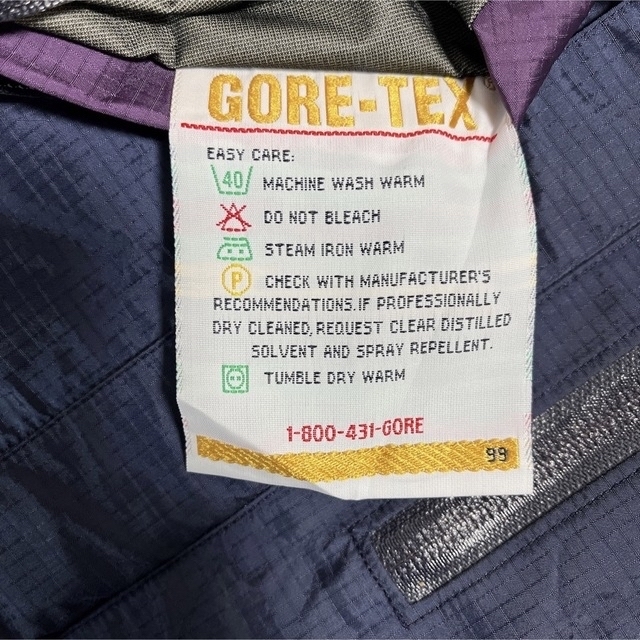 GORE-TEX®
EASY CARE:
40 MACHINE WASH WARM
DO NOT BLEACH
STEAM IRON WARM
P CHECK WITH MANUFACTURER'S
RECOMMENDATIONS.IF PROFESSIONALLY
DRY CLEANED, REQUEST CLEAR DISTILLED
SOLVENT AND SPRAY REPELLENT.
TUMBLE DRY WARM
1-800-431-GORE
99